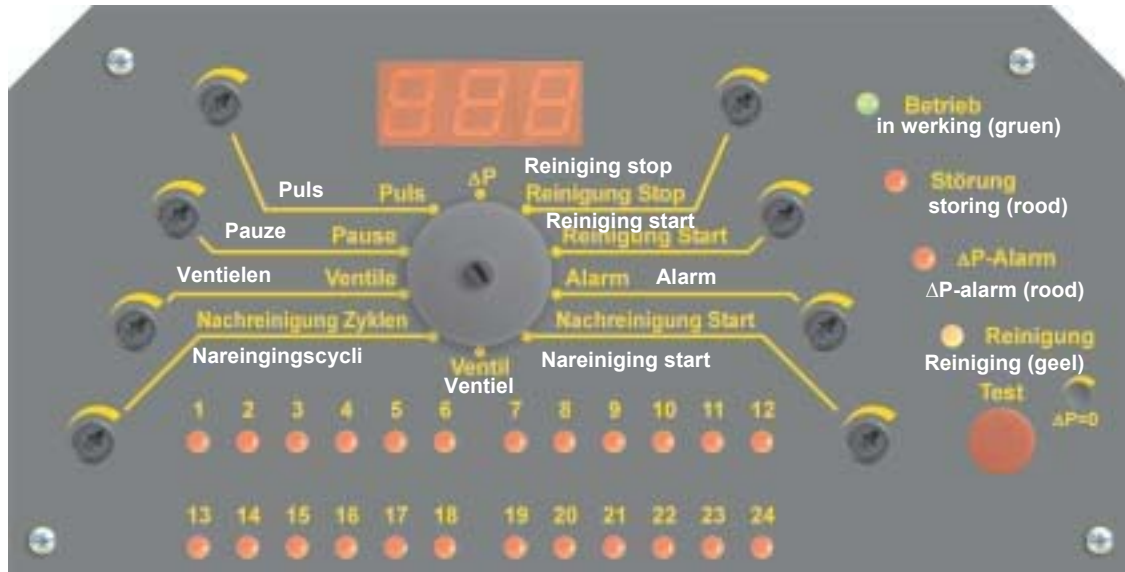 888
ΔP
Puls Puls
Reiniging stop
Reinigung Stop
Pauze Pause
Reiniging start
Reinigung Start
Ventielen Ventile
Alarm Alarm
Nachreinigung Zyklen
Nareingingscycli
Nachreinigung Start
Nareiniging start
Ventil
Ventiel
Betrieb
in werking (gruen)
Störung
storing (rood)
ΔP-Alarm
ΔP-alarm (rood)
Reinigung
Reiniging (geel)
Test
ΔP=0
1 2 3 4 5 6 7 8 9 10 11 12
13 14 15 16 17 18 19 20 21 22 23 24